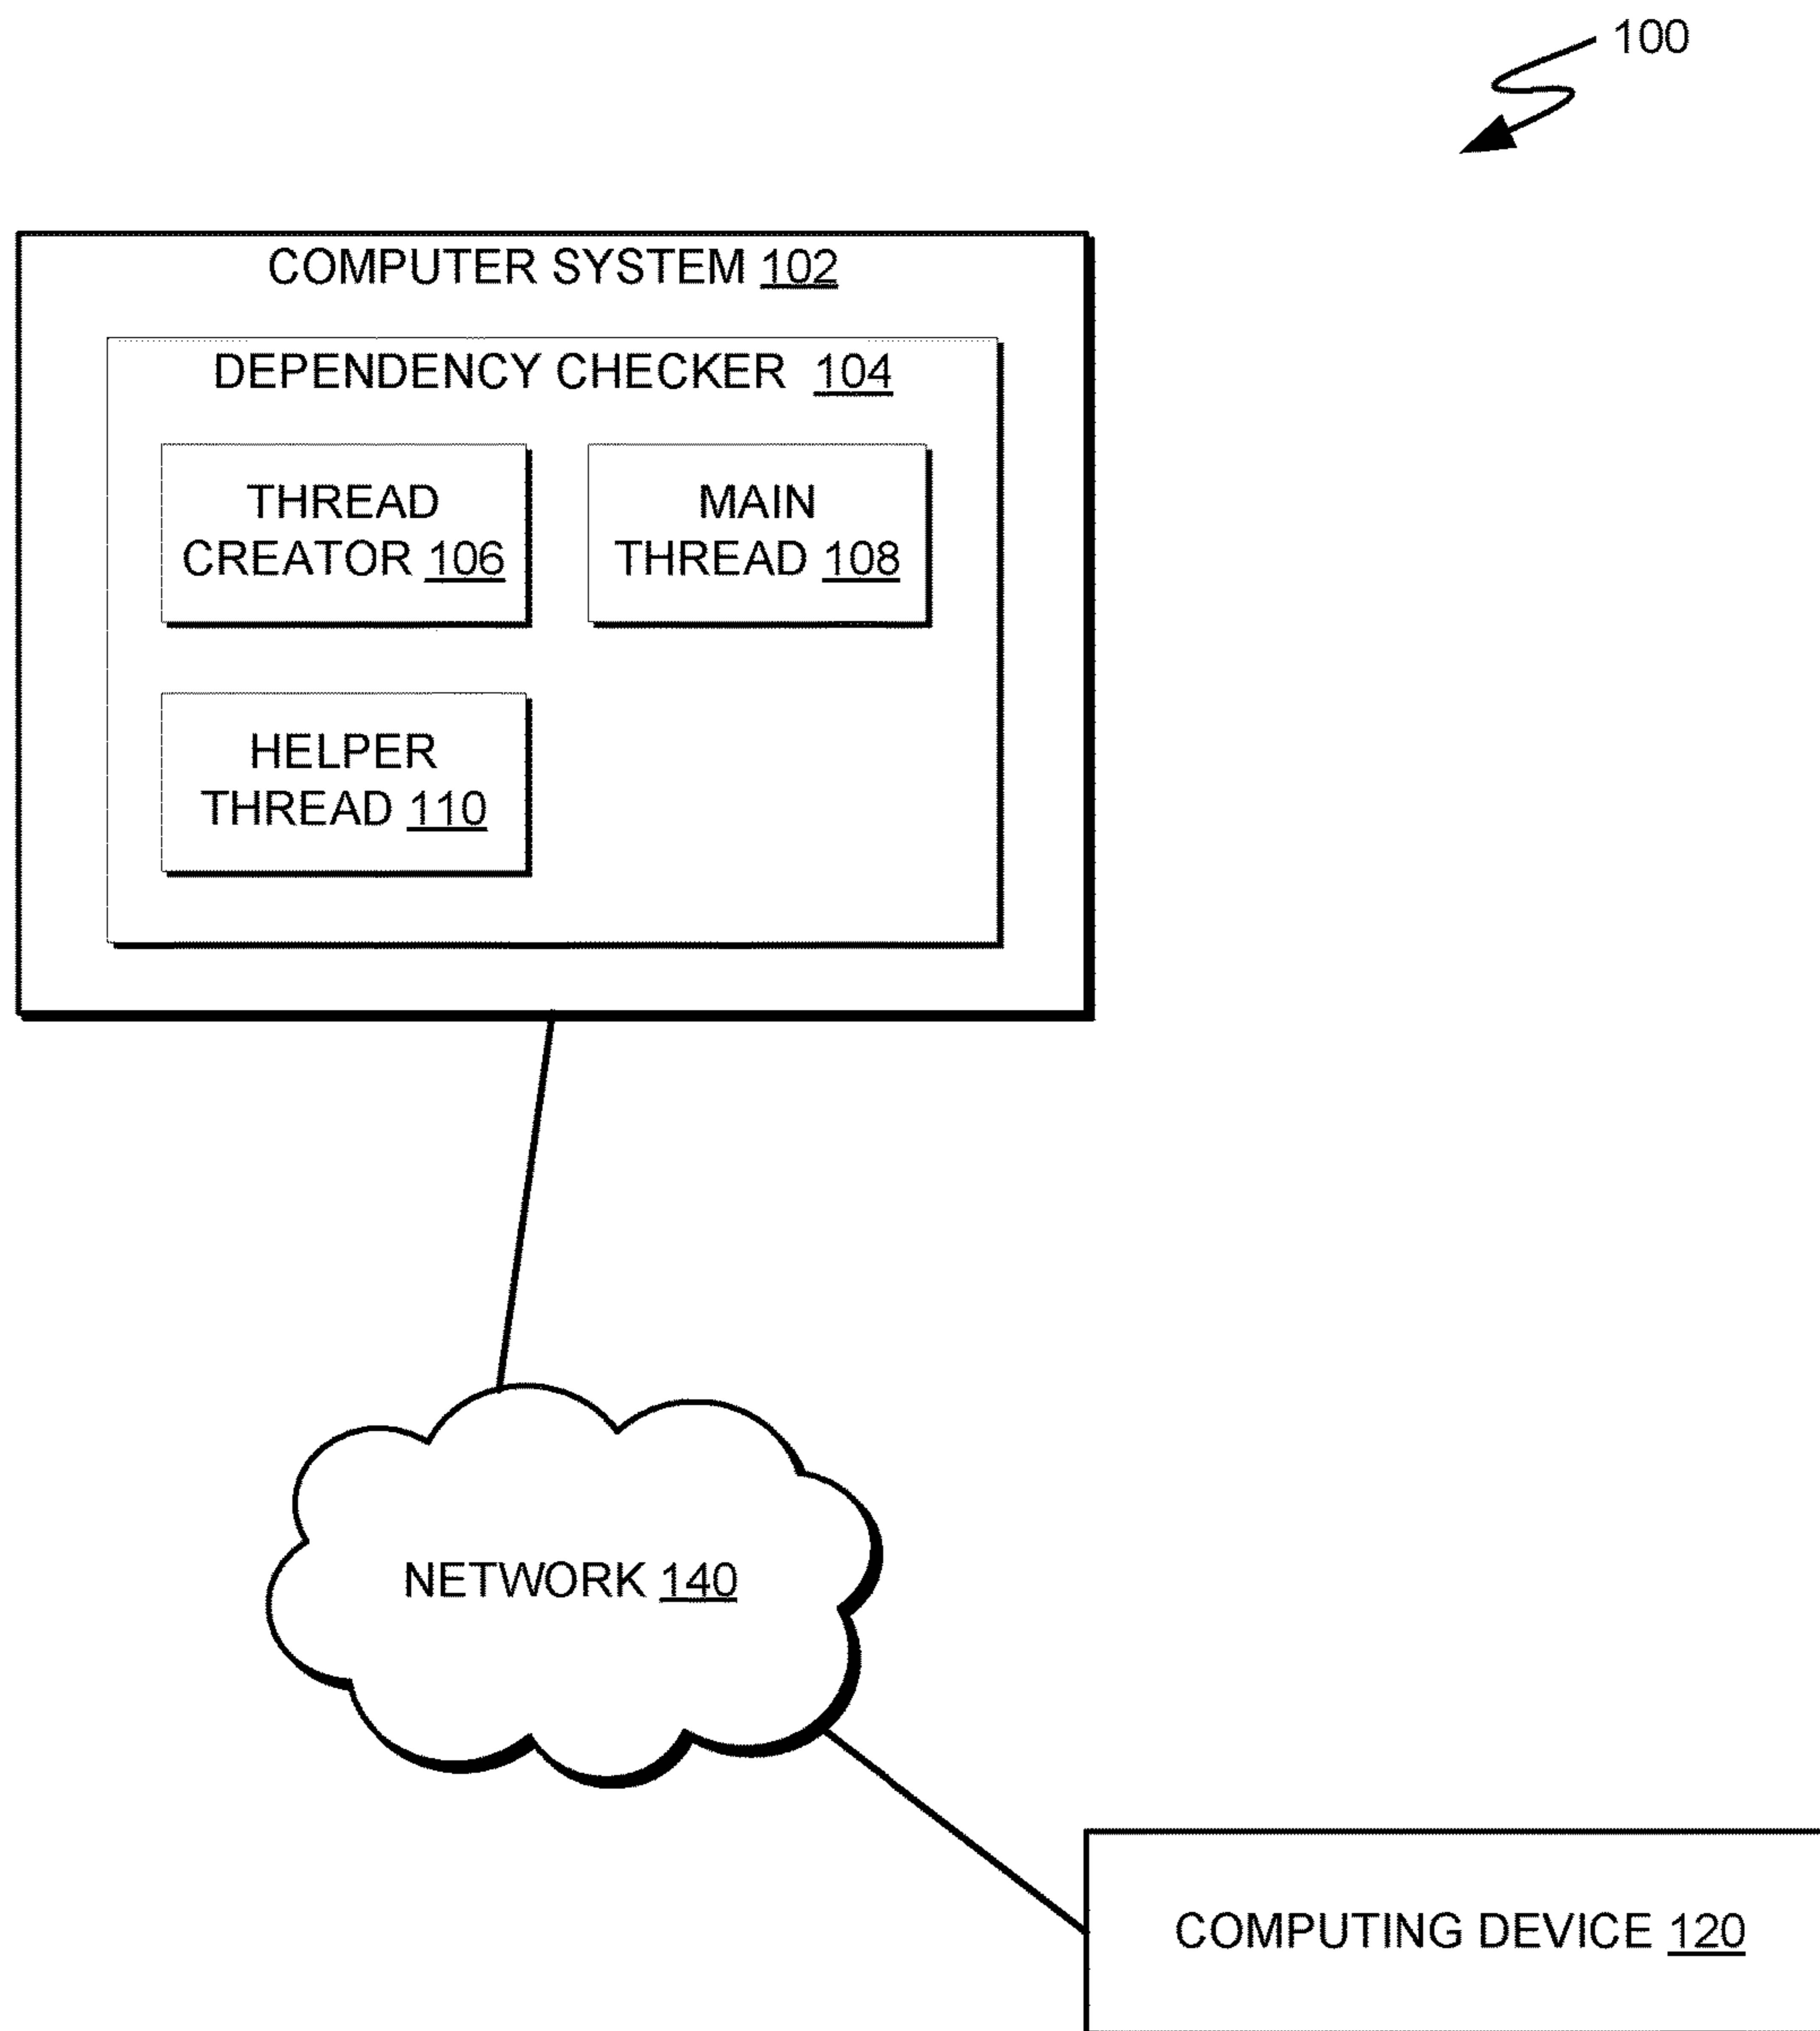 100
COMPUTER SYSTEM 102
DEPENDENCY CHECKER 104
THREAD
CREATOR 106
MAIN
THREAD 108
HELPER
THREAD 110
NETWORK 140
COMPUTING DEVICE 120